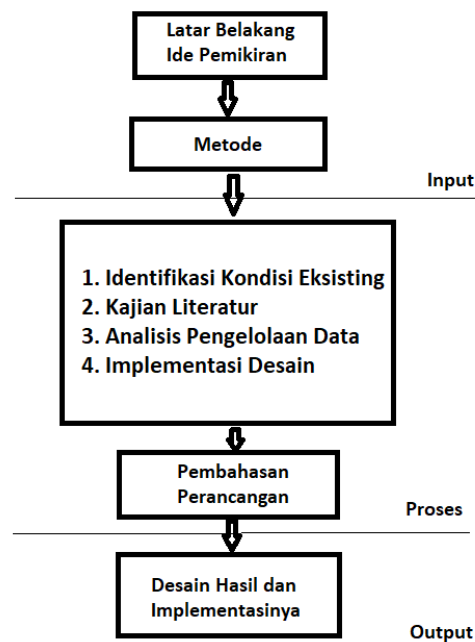 Latar Belakang
Ide Pemikiran
Metode
Input
1. Identifikasi Kondisi Eksisting
2. Kajian Literatur
3. Analisis Pengelolaan Data
4. Implementasi Desain
Pembahasan
Perancangan
Proses
Desain Hasil dan
Implementasinya
Output